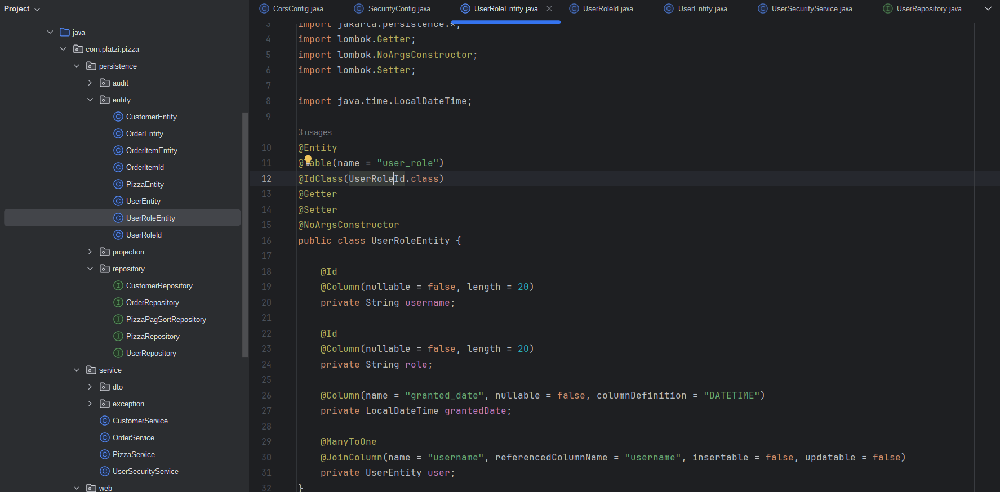 Project
CorsConfig.java
SecurityConfig.java
UserRoleEntity.java
UserRoleId.java
UserEntity.java
UserSecurityService.java
UserRepository.java
java
com.platzi.pizza
persistence
audit
entity
CustomerEntity
OrderEntity
OrderItemEntity
OrderItemId
PizzaEntity
UserEntity
UserRoleEntity
UserRoleId
projection
repository
CustomerRepository
OrderRepository
PizzaPagSortRepository
PizzaRepository
UserRepository
service
dto
exception
CustomerService
OrderService
PizzaService
UserSecurityService
web
3 import jakarta.persistence.*;
4 import lombok.Getter;
5 import lombok.NoArgsConstructor;
6 import lombok.Setter;
7
8 import java.time.LocalDateTime;
9
3 usages
10 @Entity
11 @Table(name = "user_role")
12 @IdClass(UserRoleId.class)
13 @Getter
14 @Setter
15 @NoArgsConstructor
16 public class UserRoleEntity {
17
18 @Id
19 @Column(nullable = false, length = 20)
20 private String username;
21
22 @Id
23 @Column(nullable = false, length = 20)
24 private String role;
25
26 @Column(name = "granted_date", nullable = false, columnDefinition = "DATETIME")
27 private LocalDateTime grantedDate;
28
29 @ManyToOne
30 @JoinColumn(name = "username", referencedColumnName = "username", insertable = false, updatable = false)
31 private UserEntity user;
32 }